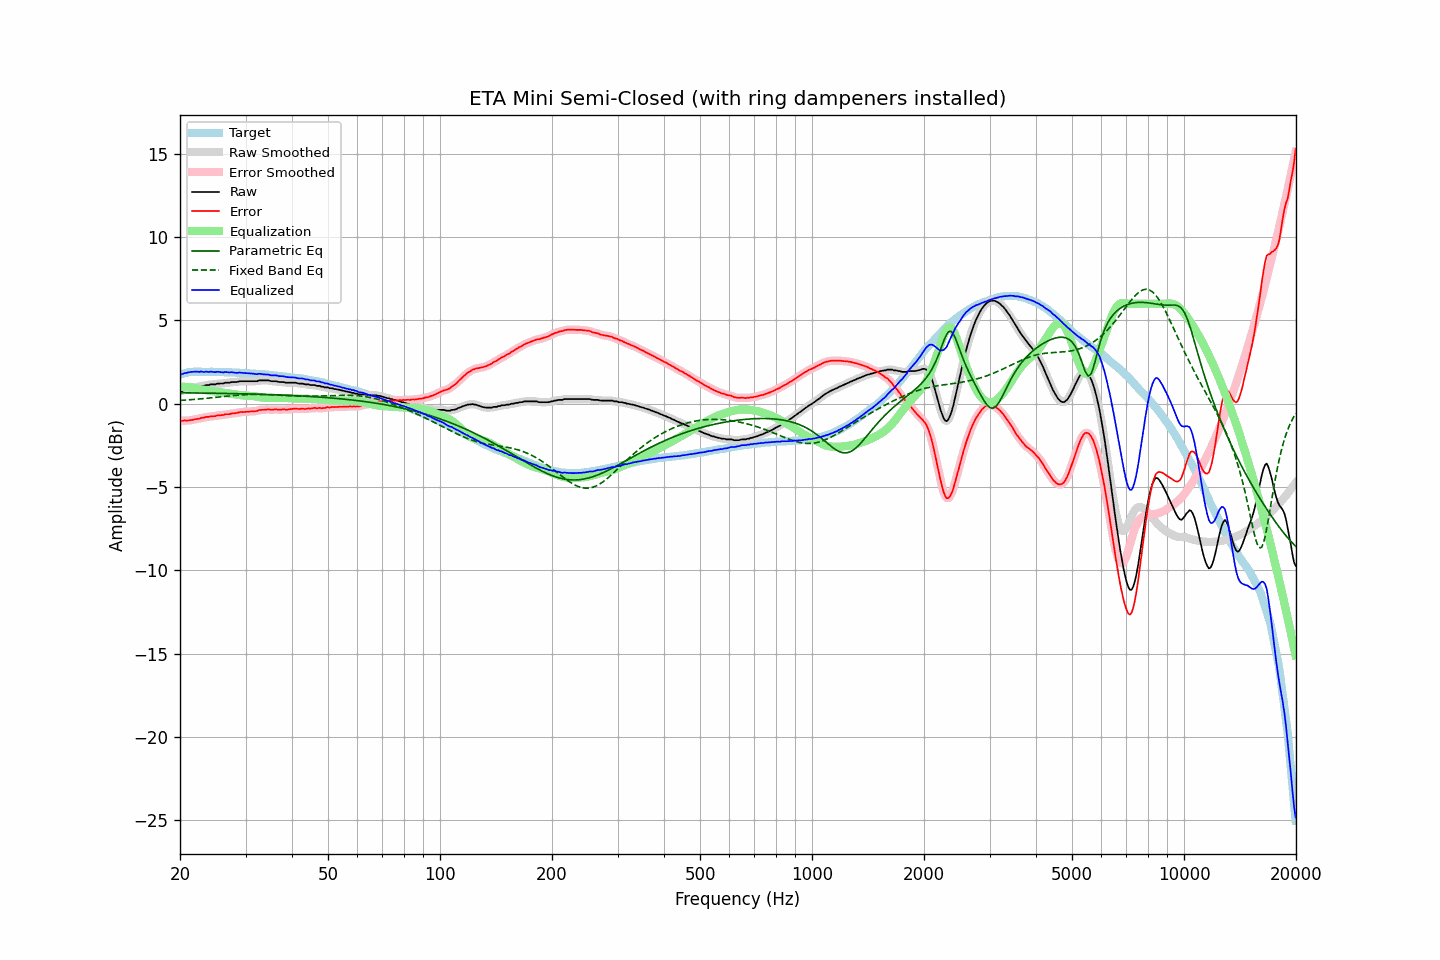 ETA Mini Semi-Closed (with ring dampeners installed)
Target
Raw Smoothed
Error Smoothed
Raw
Error
Equalization
Parametric Eq
Fixed Band Eq
Equalized
15
10
5
0
−5
−10
−15
−20
−25
Amplitude (dBr)
20
50
100
200
500
1000
2000
5000
10000
20000
Frequency (Hz)